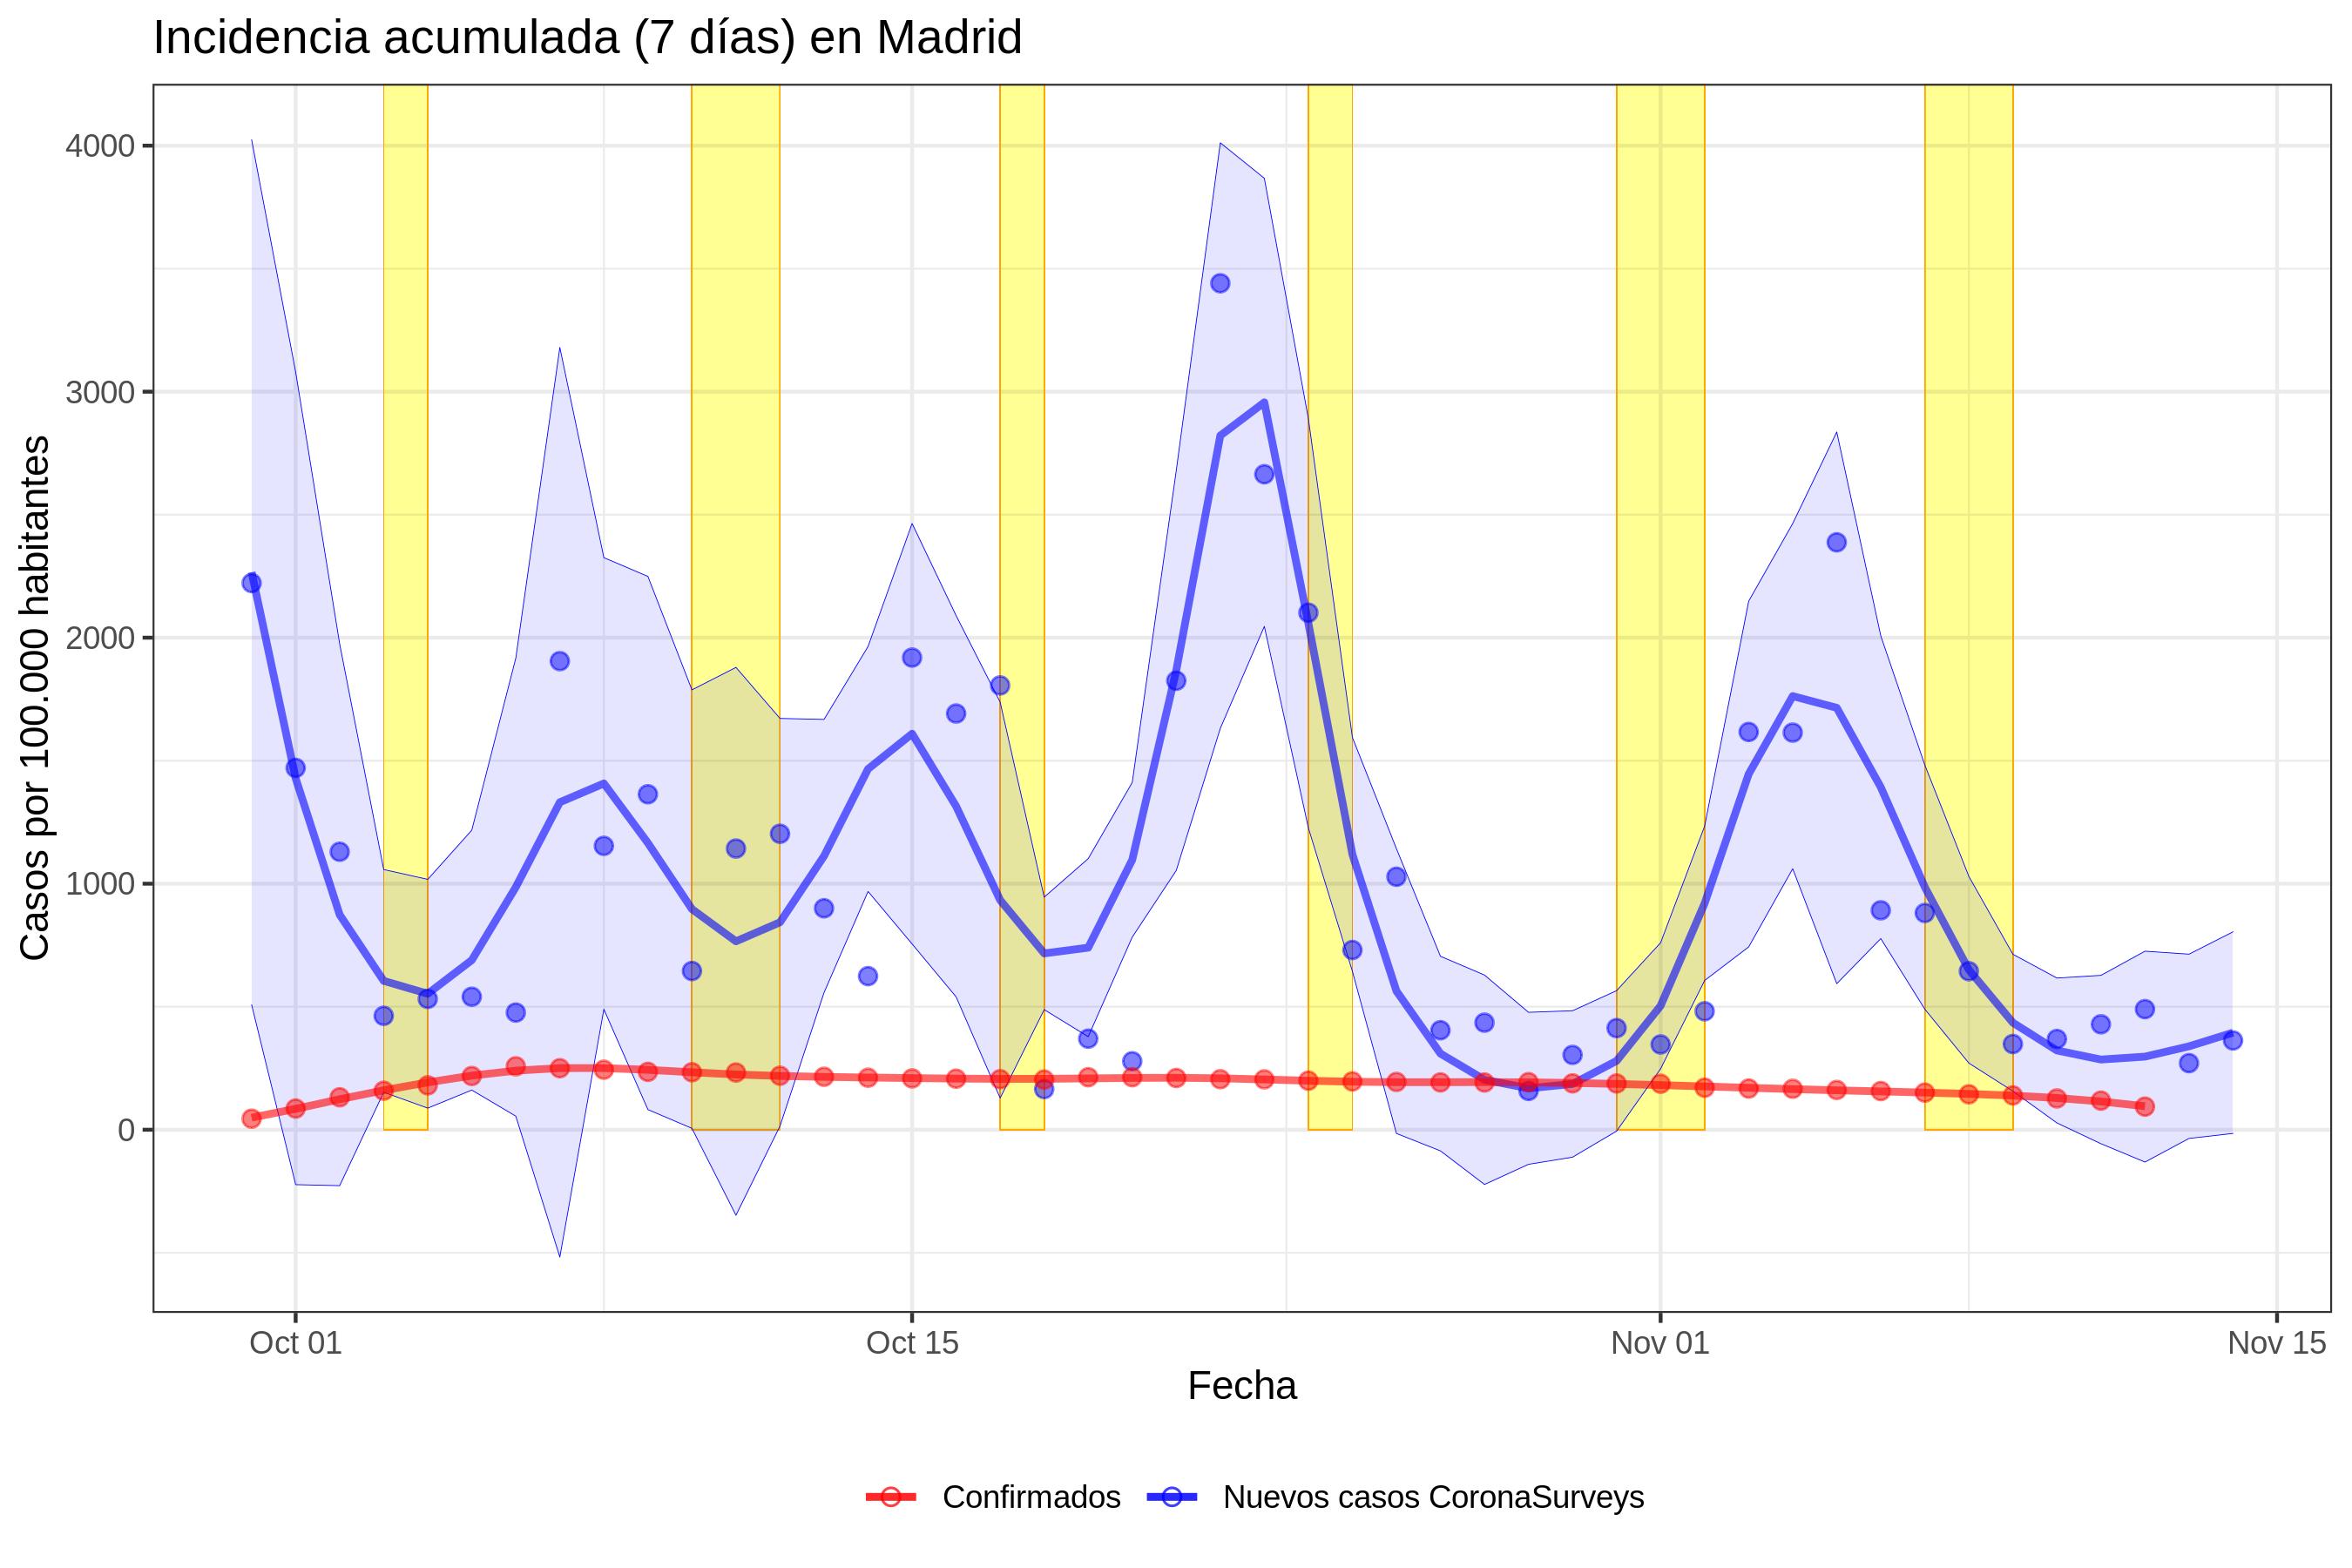 Incidencia acumulada (7 días) en Madrid
Casos por 100.000 habitantes
4000
3000
2000
1000
0
Oct 01
Oct 15
Nov 01
Nov 15
Fecha
Confirmados
Nuevos casos CoronaSurveys